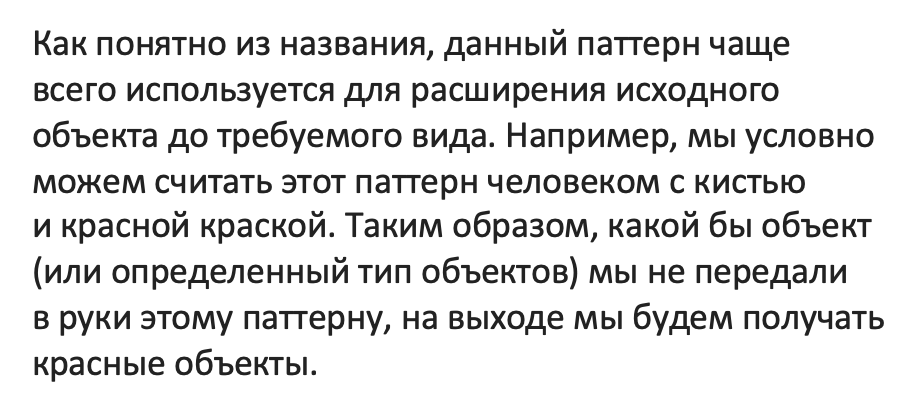 Как понятно из названия, данный паттерн чаще
всего используется для расширения исходного
объекта до требуемого вида. Например, мы условно
можем считать этот паттерн человеком с кистью
и красной краской. Таким образом, какой бы объект
(или определенный тип объектов) мы не передали
в руки этому паттерну, на выходе мы будем получать
красные объекты.